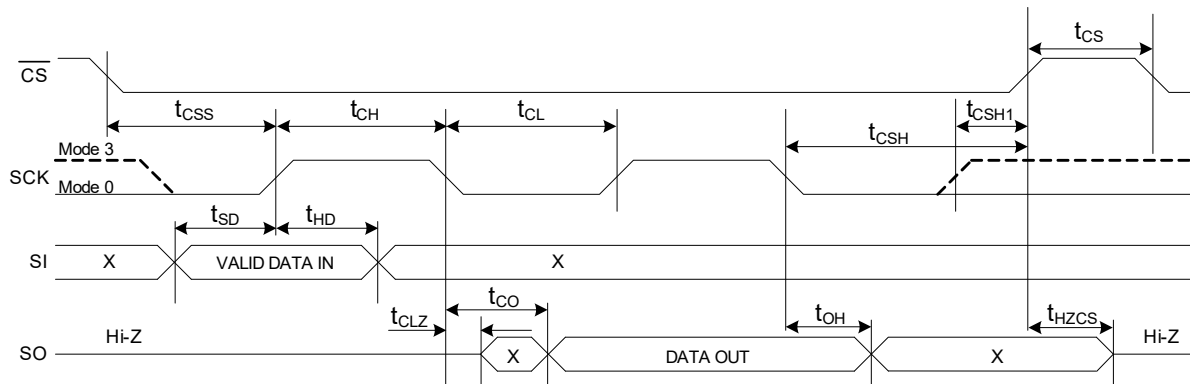 tCS
CS
tCSS
tCH
tCL
tCSH1
tCSH
Mode 3
SCK
Mode 0
tSD
tHD
SI
X
VALID DATA IN
X
tCO
tCLZ
tOH
tHZCS
Hi-Z
SO
X
DATA OUT
X
Hi-Z